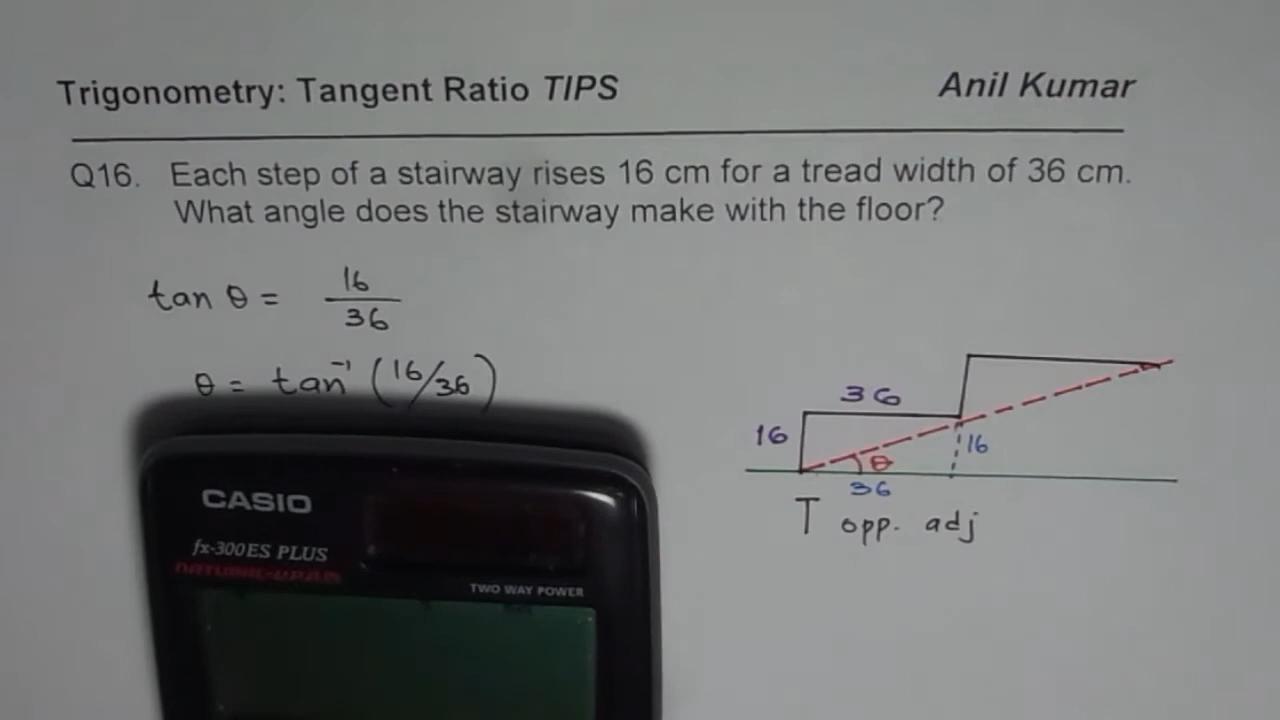 Trigonometry: Tangent Ratio TIPS Anil Kumar
Q16. Each step of a stairway rises 16 cm for a tread width of 36 cm.
What angle does the stairway make with the floor?
tan θ = 16/36
θ = tan⁻¹ (16/36)
36
16
16
θ
36
T opp. adj
CASIO
fx-300ES PLUS
NATURAL-V.P.A.M.
TWO WAY POWER